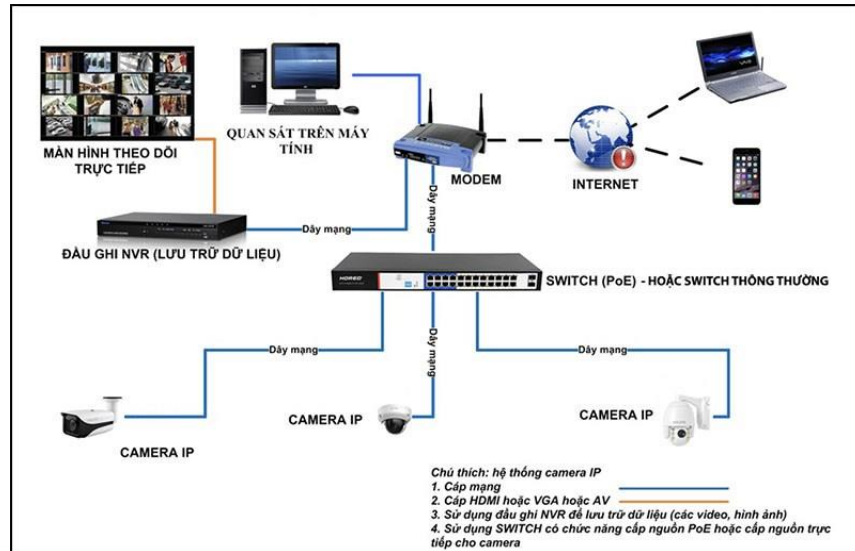 QUAN SÁT TRÊN MÁY
TÍNH
MÀN HÌNH THEO DÕI
TRỰC TIẾP
MODEM
INTERNET
Dây mạng
Dây mạng
ĐẦU GHI NVR (LƯU TRỮ DỮ LIỆU)
SWITCH (PoE) - HOẶC SWITCH THÔNG THƯỜNG
Dây mạng
Dây mạng
Dây mạng
CAMERA IP
CAMERA IP
CAMERA IP
Chú thích: hệ thống camera IP
1. Cáp mạng
2. Cáp HDMI hoặc VGA hoặc AV
3. Sử dụng đầu ghi NVR để lưu trữ dữ liệu (các video, hình ảnh)
4. Sử dụng SWITCH có chức năng cấp nguồn PoE hoặc cấp nguồn trực
tiếp cho camera